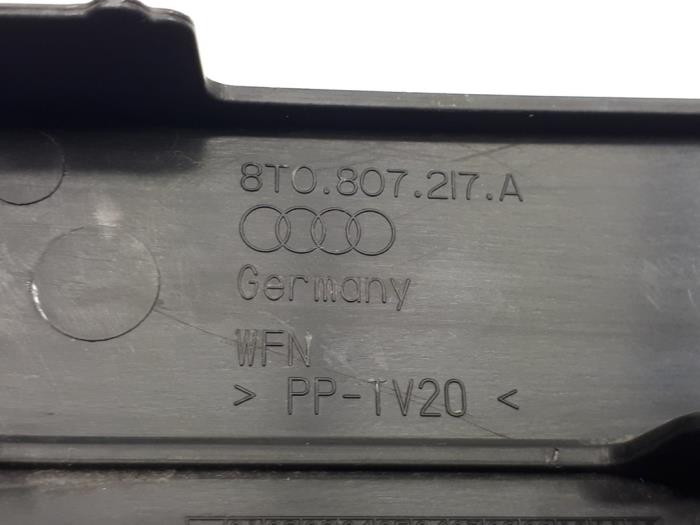 8T0.807.217.A
Germany
WFN
> PP-TV20 <